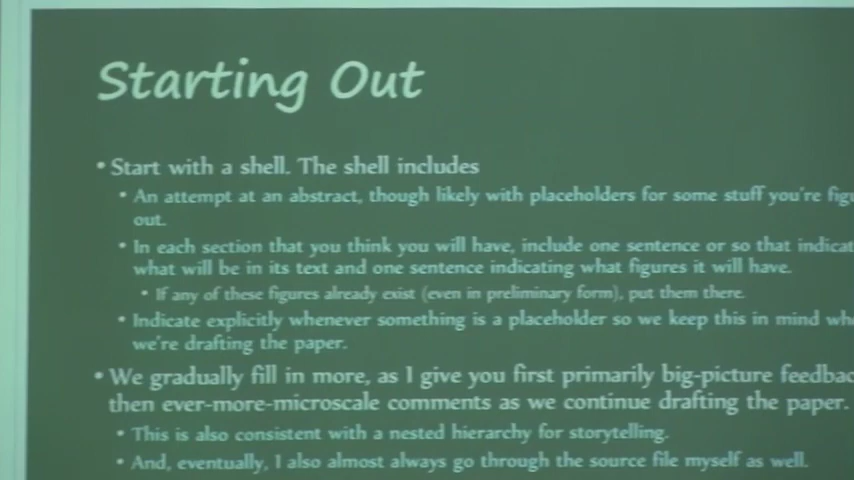 Starting Out
• Start with a shell. The shell includes
• An attempt at an abstract, though likely with placeholders for some stuff you're
out.
• In each section that you think you will have, include one sentence or so that
what will be in its text and one sentence indicating what figures it will have.
• If any of these figures already exist (even in preliminary form), put them there.
• Indicate explicitly whenever something is a placeholder so we keep this in mind
we're drafting the paper.
• We gradually fill in more, as I give you first primarily big-picture
then ever-more-microscale comments as we continue drafting the paper.
• This is also consistent with a nested hierarchy for storytelling.
• And, eventually, I also almost always go through the source file myself as well.